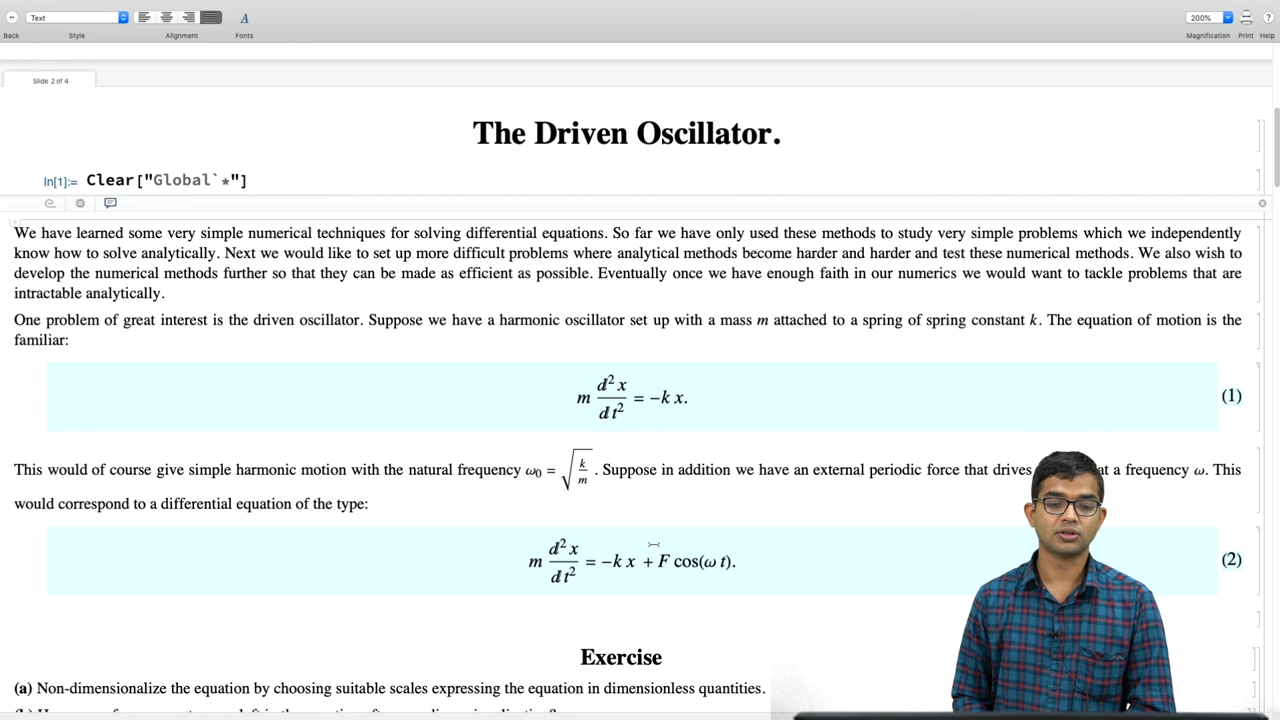 Text
200%
Back
Style
Alignment
Fonts
Magnification
Print
Help
Slide 2 of 4
The Driven Oscillator.
In[1]:= Clear["Global`*"]
We have learned some very simple numerical techniques for solving differential equations. So far we have only used these methods to study very simple problems which we independently
know how to solve analytically. Next we would like to set up more difficult problems where analytical methods become harder and harder and test these numerical methods. We also wish to
develop the numerical methods further so that they can be made as efficient as possible. Eventually once we have enough faith in our numerics we would want to tackle problems that are
intractable analytically.
One problem of great interest is the driven oscillator. Suppose we have a harmonic oscillator set up with a mass m attached to a spring of spring constant k. The equation of motion is the
familiar:
m d²x/dt² = −k x. (1)
This would of course give simple harmonic motion with the natural frequency ω₀ = √(k/m). Suppose in addition we have an external periodic force that drives at a frequency ω. This
would correspond to a differential equation of the type:
m d²x/dt² = −k x + F cos(ω t). (2)
Exercise
(a) Non-dimensionalize the equation by choosing suitable scales expressing the equation in dimensionless quantities.